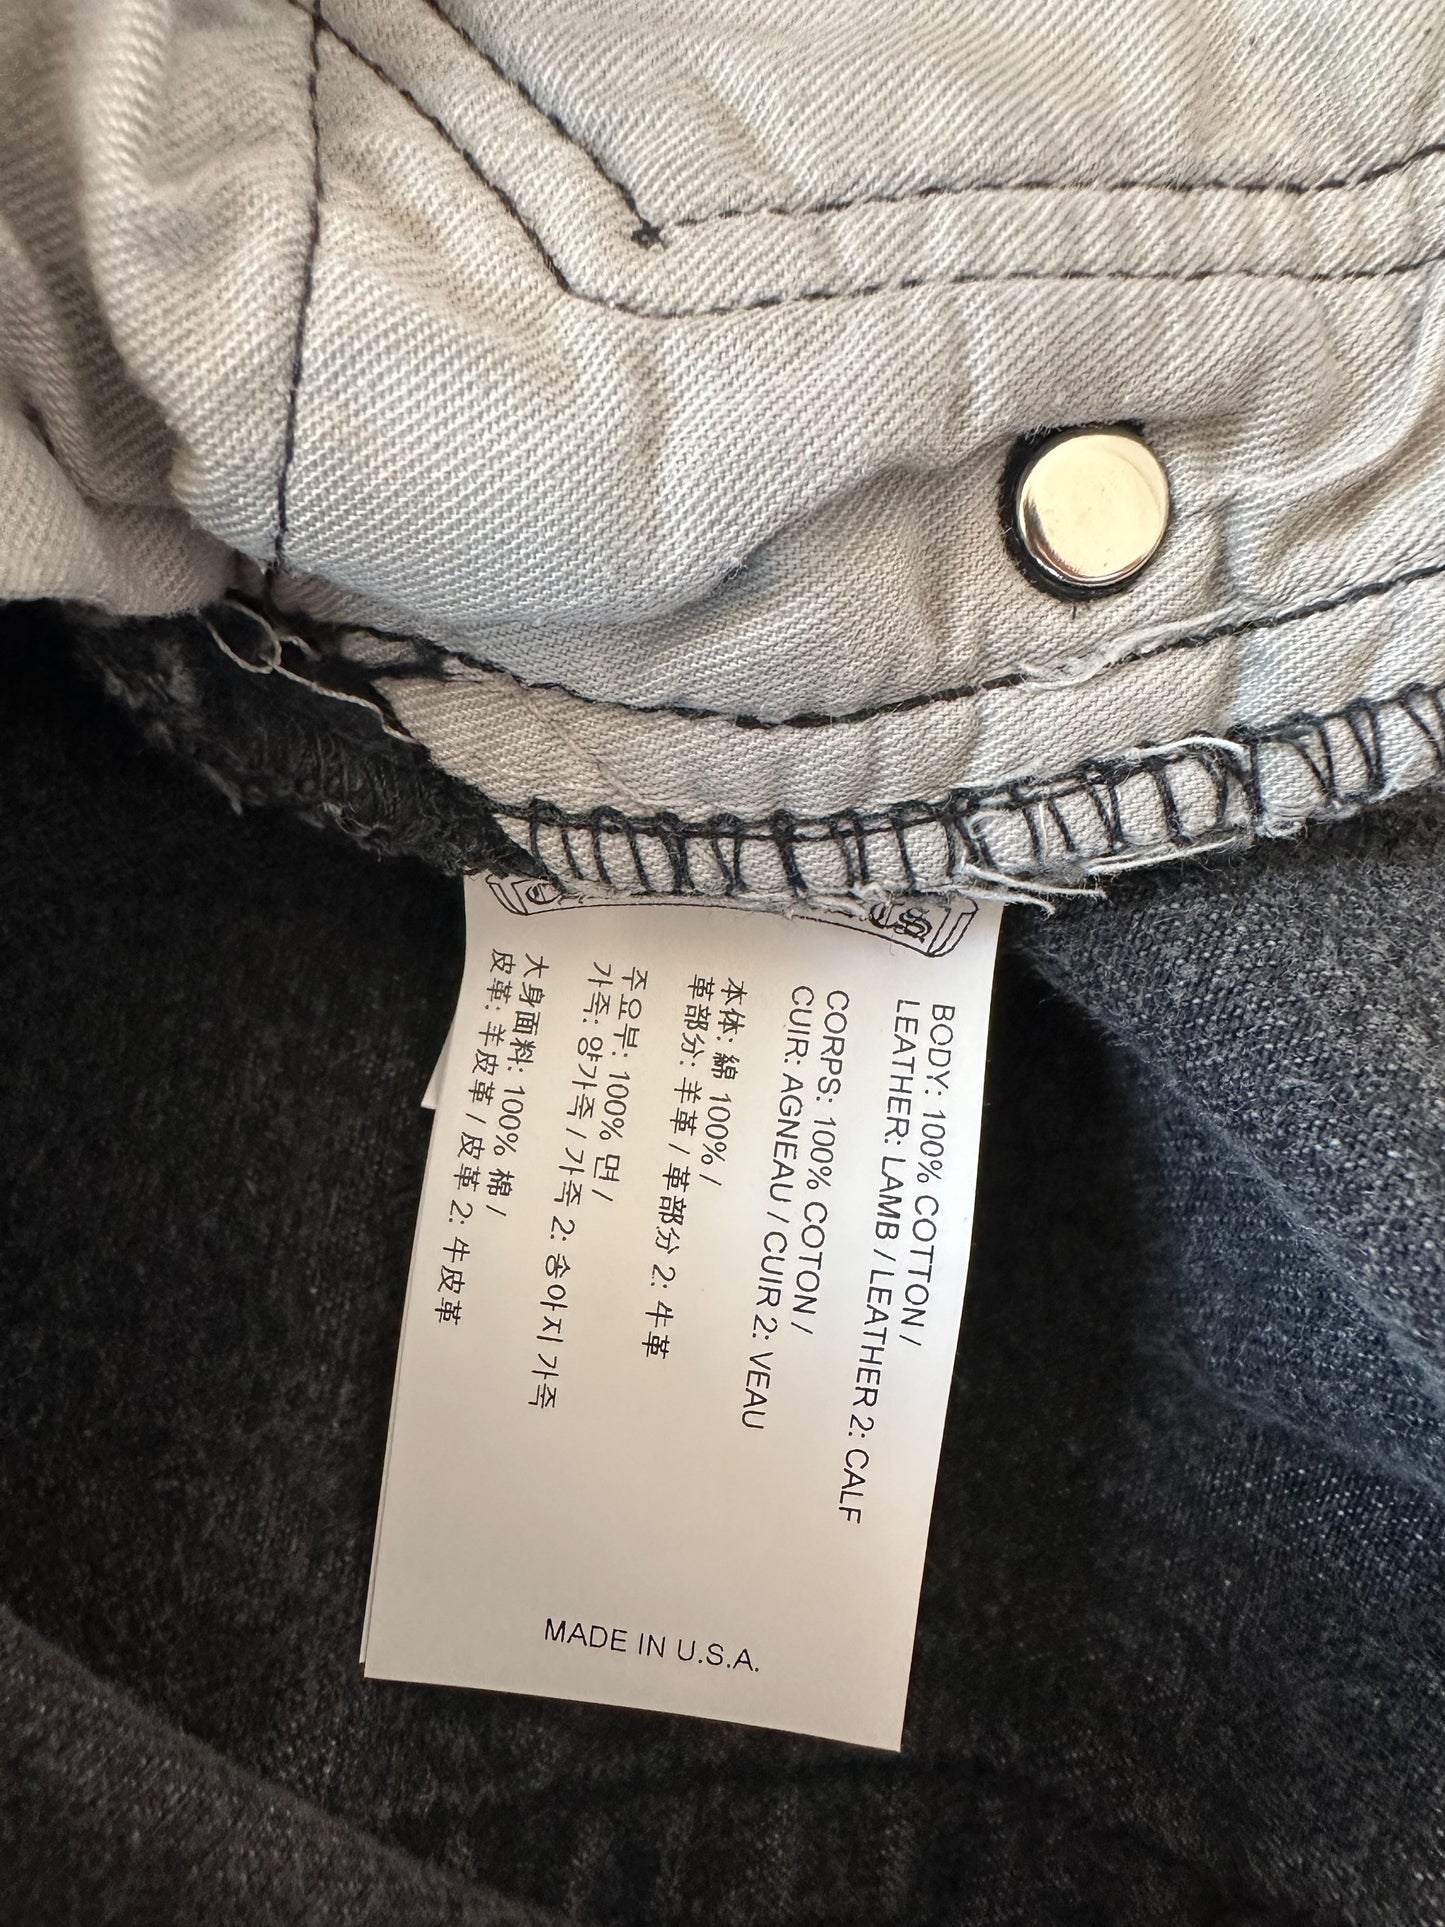 BODY: 100% COTTON /
LEATHER: LAMB / LEATHER 2: CALF
CORPS: 100% COTON /
CUIR: AGNEAU / CUIR 2: VEAU
本体: 綿 100% /
革部分: 羊革 / 革部分 2: 牛革
주요부: 100% 면 /
가죽: 양가죽 / 가죽 2: 송아지 가죽
大身面料: 100% 棉 /
皮革: 羊皮革 / 皮革 2: 牛皮革
MADE IN U.S.A.